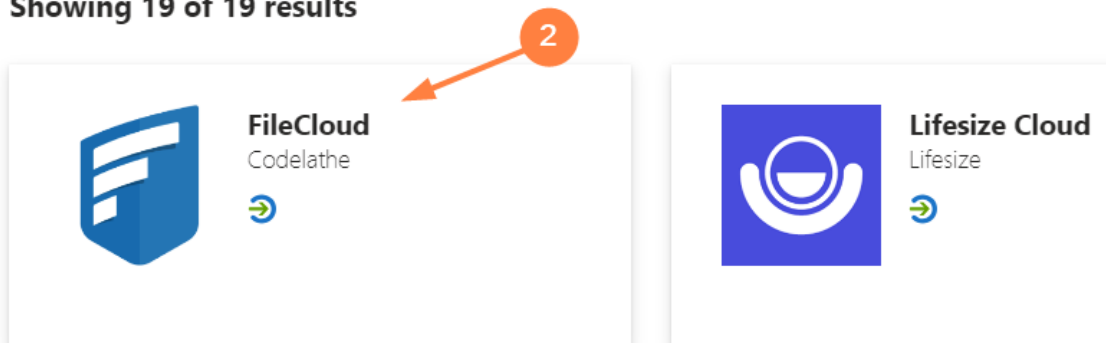 Showing 19 of 19 results
2
FileCloud
Codelathe
Lifesize Cloud
Lifesize